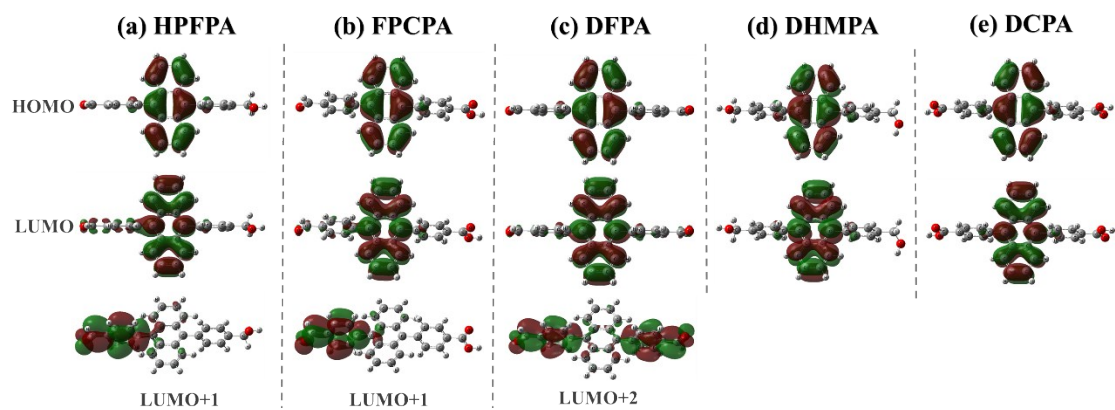 (a) HPFPA (b) FPCPA (c) DFPA (d) DHMPA (e) DCPA
HOMO
LUMO
LUMO+1 LUMO+1 LUMO+2